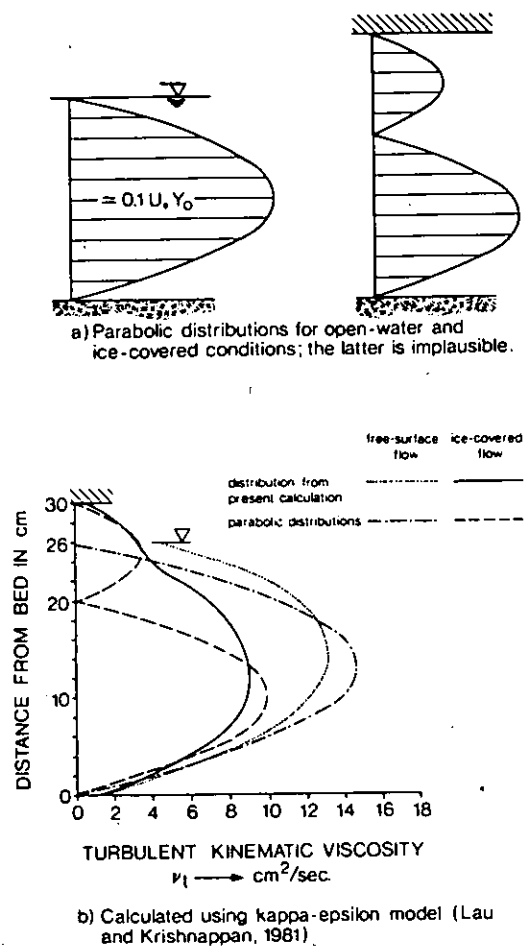 ≃ 0.1 U* Y₀
a) Parabolic distributions for open-water and
ice-covered conditions; the latter is implausible.
free-surface flow
ice-covered flow
distribution from
present calculation
parabolic distributions
DISTANCE FROM BED IN cm
30
26
20
10
0
0 2 4 6 8 10 12 14 16 18
TURBULENT KINEMATIC VISCOSITY
νt → cm²/sec.
b) Calculated using kappa-epsilon model (Lau
and Krishnappan, 1981)